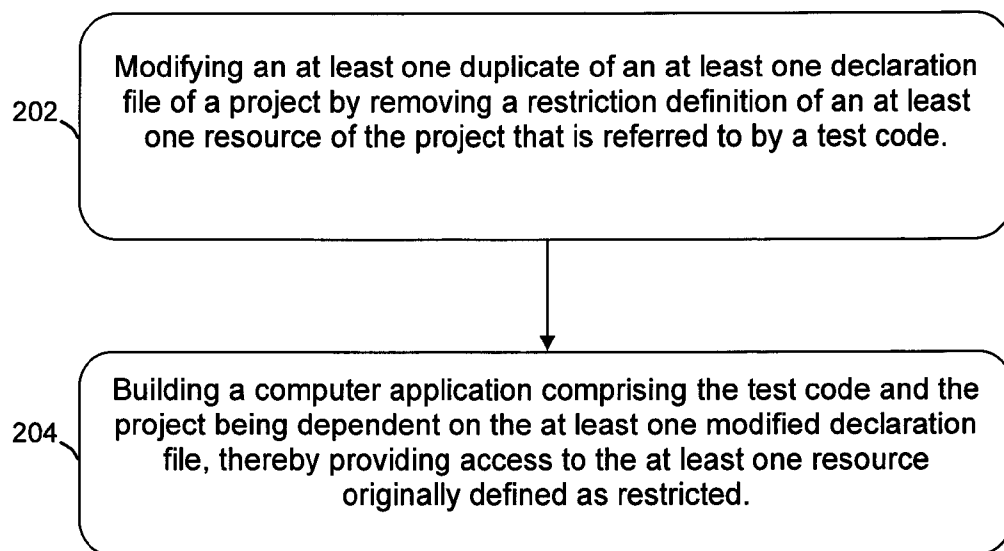 Modifying an at least one duplicate of an at least one declaration
file of a project by removing a restriction definition of an at least
202
one resource of the project that is referred to by a test code.
Building a computer application comprising the test code and the
project being dependent on the at least one modified declaration
204
file, thereby providing access to the at least one resource
originally defined as restricted.